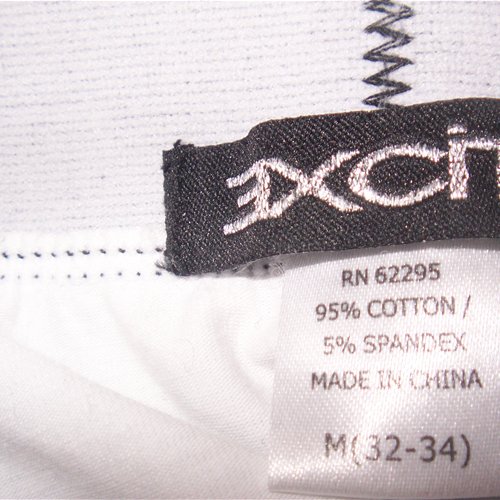 RN 62295
95% COTTON /
5% SPANDEX
MADE IN CHINA
M(32-34)